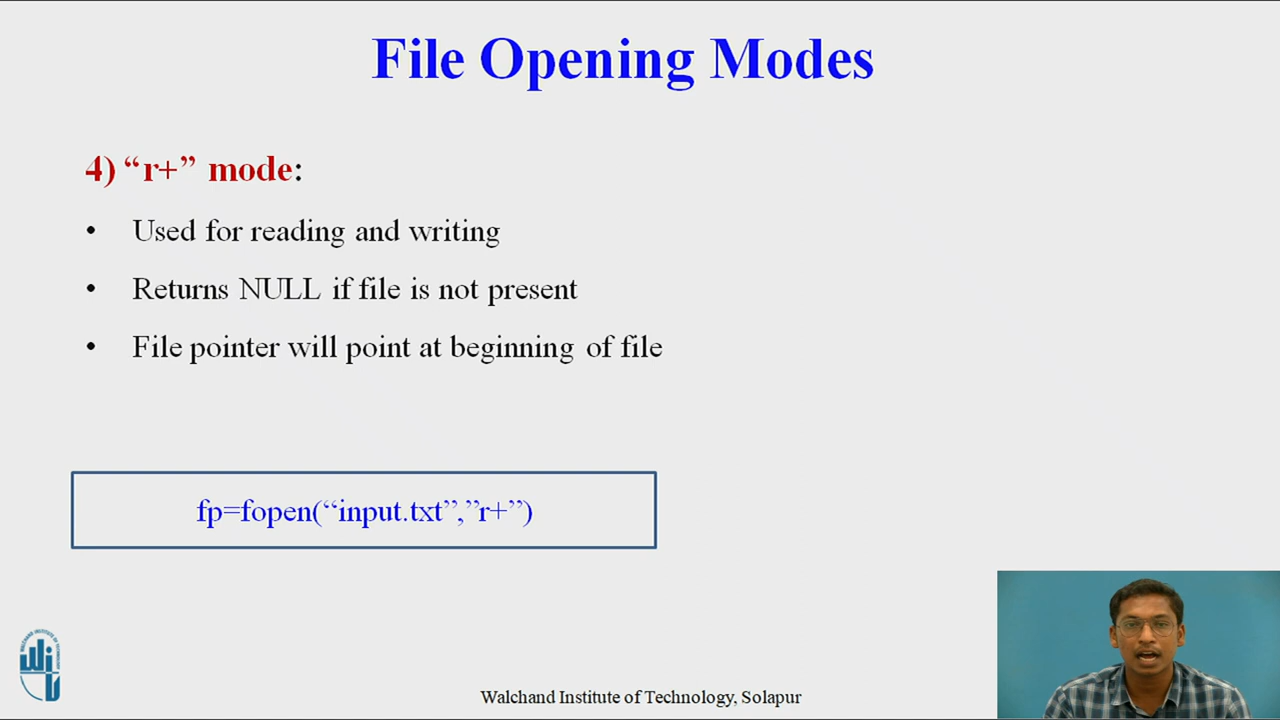 File Opening Modes
4) “r+” mode:
• Used for reading and writing
• Returns NULL if file is not present
• File pointer will point at beginning of file
fp=fopen(“input.txt”,”r+”)
Walchand Institute of Technology, Solapur